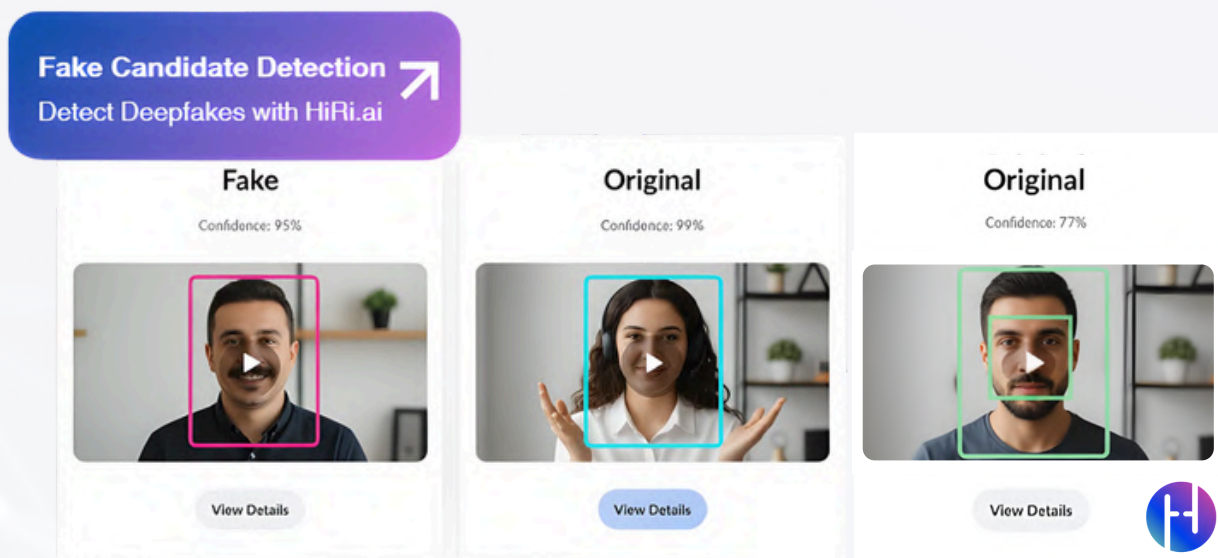 Fake Candidate Detection
Detect Deepfakes with HiRi.ai
Fake
Confidence: 95%
View Details
Original
Confidence: 99%
View Details
Original
Confidence: 77%
View Details
H